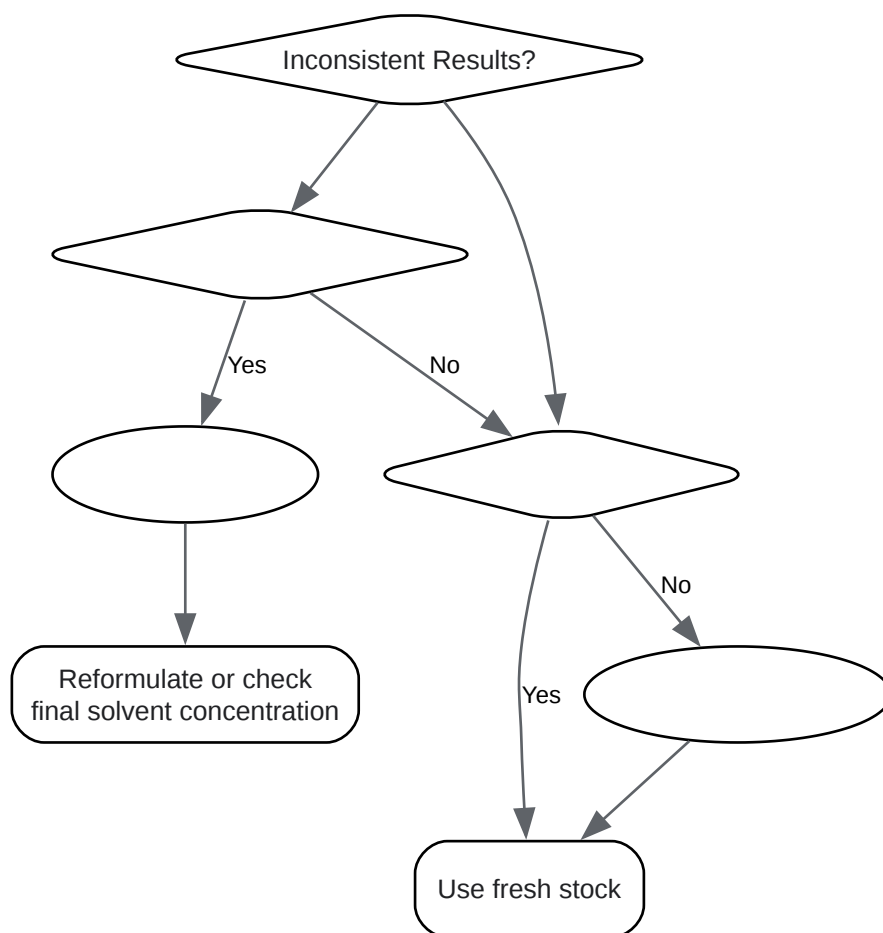 Inconsistent Results?
Yes
No
No
Reformulate or check
final solvent concentration
Yes
Use fresh stock